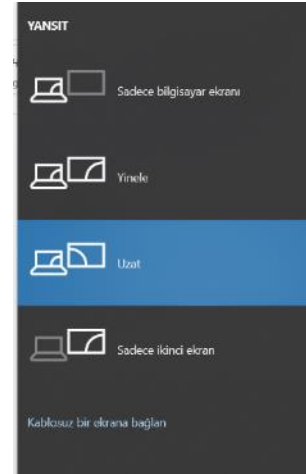 YANSIT
Sadece bilgisayar ekranı
Yinele
Uzat
Sadece ikinci ekran
Kablosuz bir ekrana bağlan